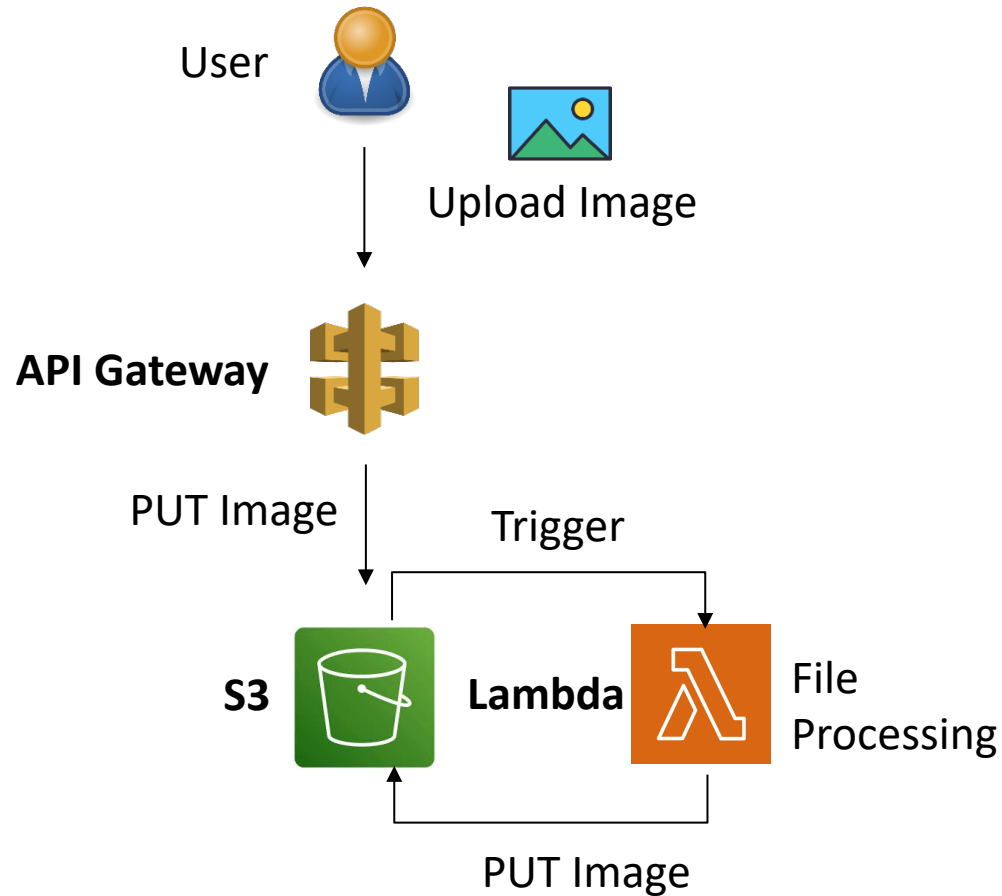 User
Upload Image
API Gateway
PUT Image
Trigger
S3
Lambda
File
Processing
PUT Image